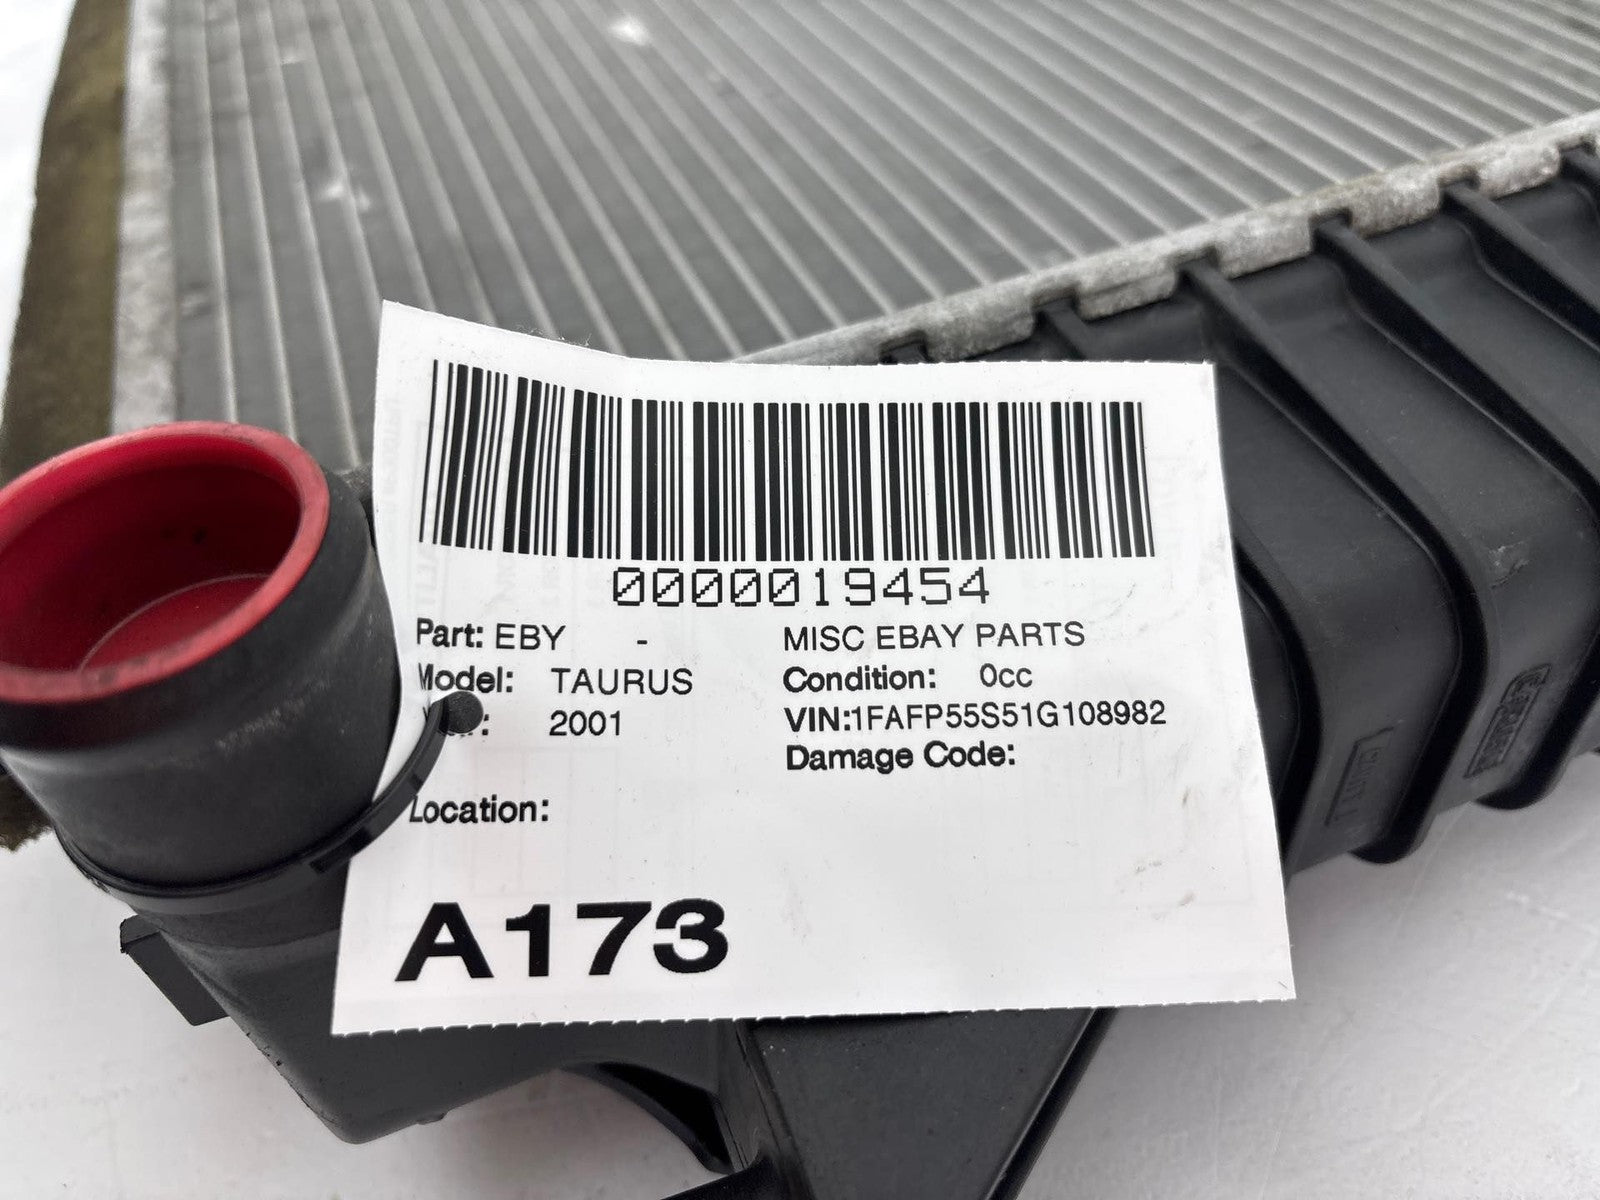 0000019454
Part: EBY - MISC EBAY PARTS
Model: TAURUS Condition: 0cc
2001 VIN:1FAFP55S51G108982
Damage Code:
Location:
A173